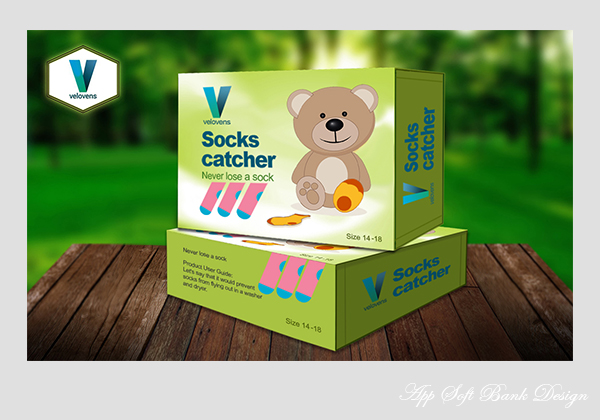 velovens
velovens
Socks
catcher
Never lose a sock
Size 14-18
velovens
Socks
catcher
Never lose a sock
Product User Guide:
Let's say that it would prevent
socks from flying out in a washer
and dryer.
Size 14-18
velovens
Socks
catcher
App Soft Bank Design